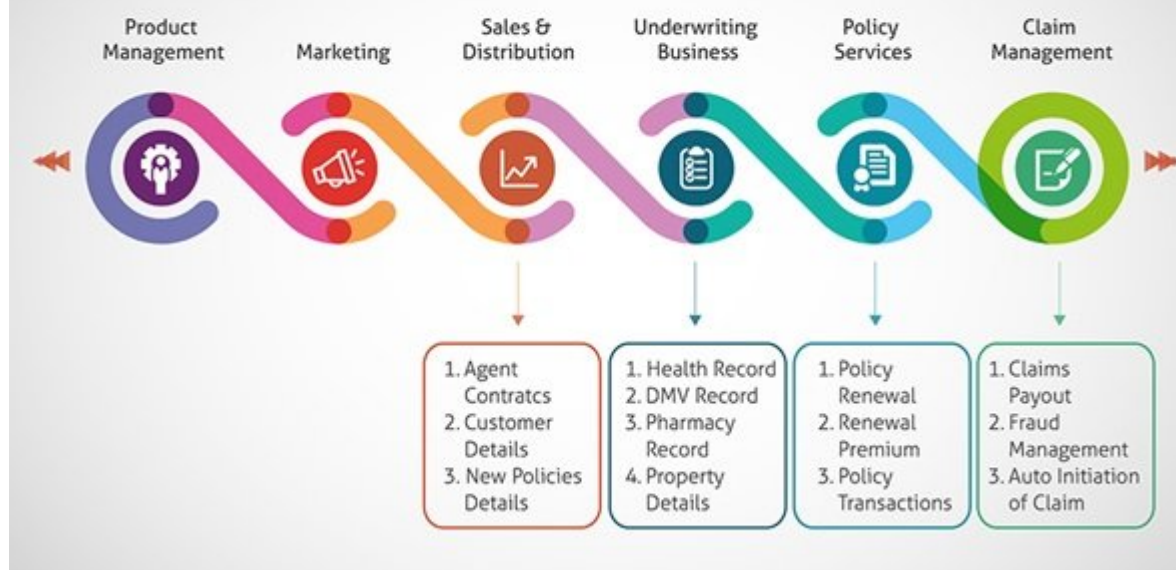 Product
Management
Marketing
Sales &
Distribution
Underwriting
Business
Policy
Services
Claim
Management
1. Agent
Contratcs
2. Customer
Details
3. New Policies
Details
1. Health Record
2. DMV Record
3. Pharmacy
Record
4. Property
Details
1. Policy
Renewal
2. Renewal
Premium
3. Policy
Transactions
1. Claims
Payout
2. Fraud
Management
3. Auto Initiation
of Claim